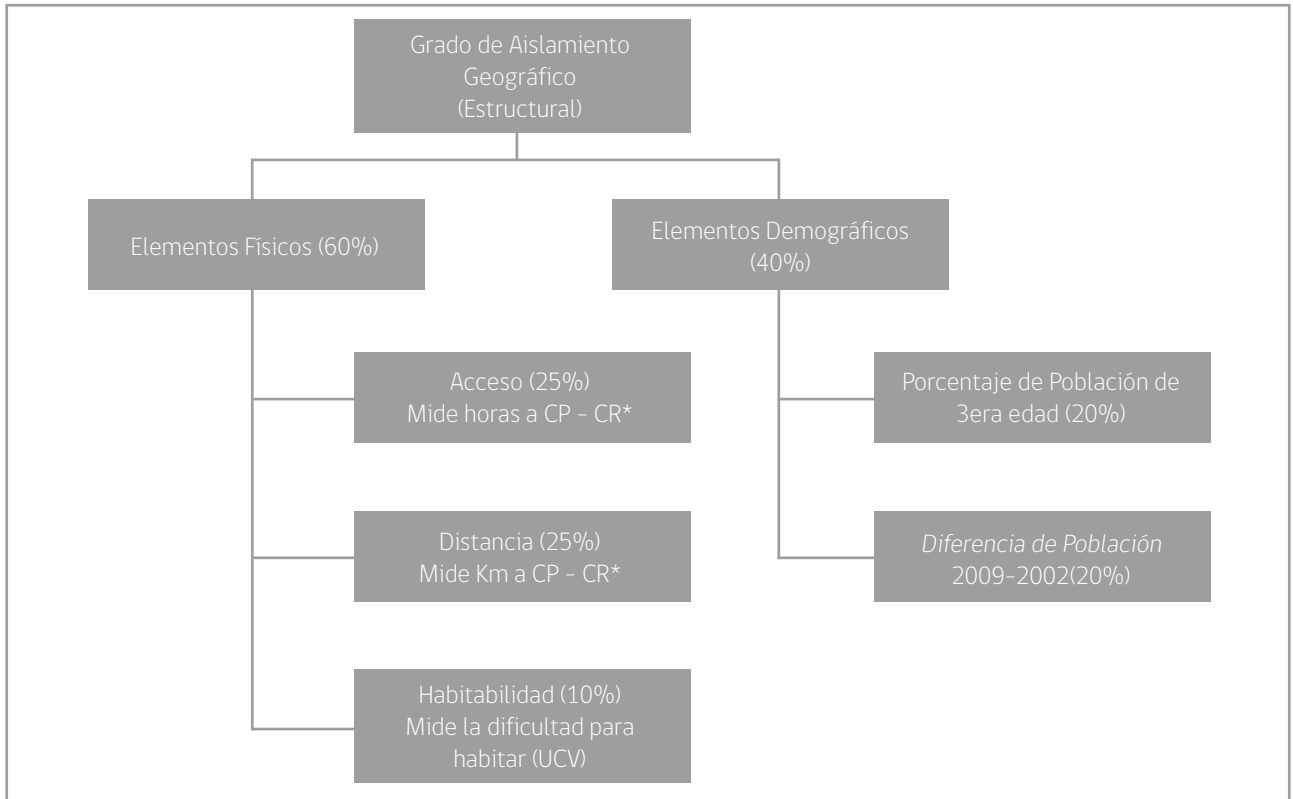 Grado de Aislamiento
Geográfico
(Estructural)
Elementos Físicos (60%)
Elementos Demográficos
(40%)
Acceso (25%)
Mide horas a CP - CR*
Porcentaje de Población de
3era edad (20%)
Distancia (25%)
Mide Km a CP - CR*
Diferencia de Población
2009-2002(20%)
Habitabilidad (10%)
Mide la dificultad para
habitar (UCV)